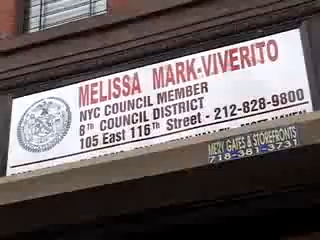 MELISSA MARK-VIVERITO
NYC COUNCIL MEMBER
8TH COUNCIL DISTRICT
105 East 116th Street - 212-828-9800
MEZY GATES & STOREFRONTS
718-381-3731